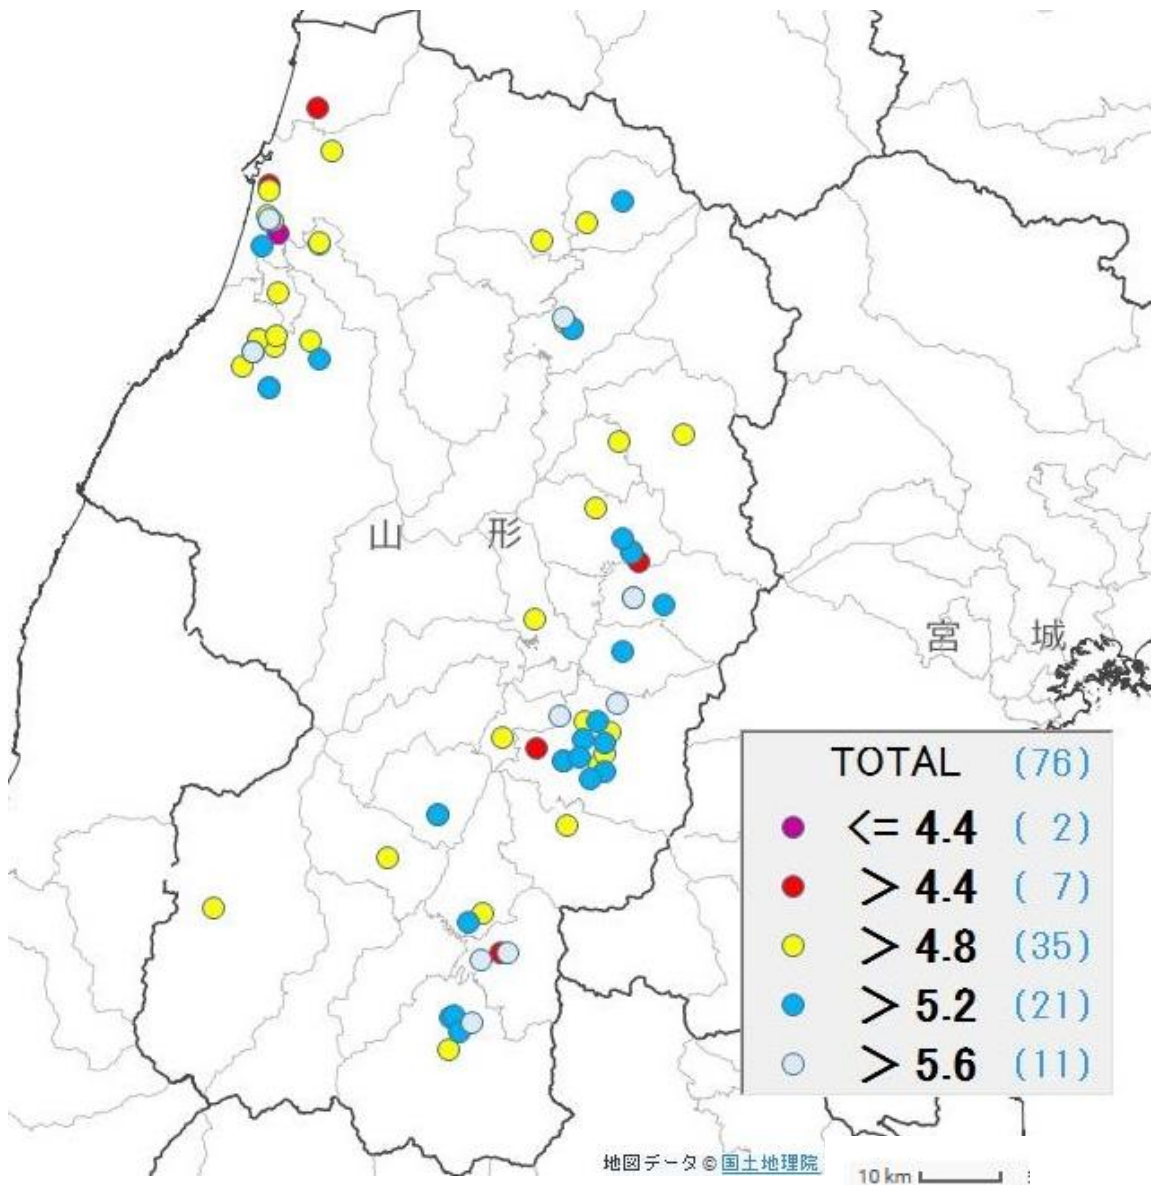 山 形
宮 城
TOTAL (76)
<= 4.4 ( 2)
> 4.4 ( 7)
> 4.8 (35)
> 5.2 (21)
> 5.6 (11)
地図データ©国土地理院
10 km